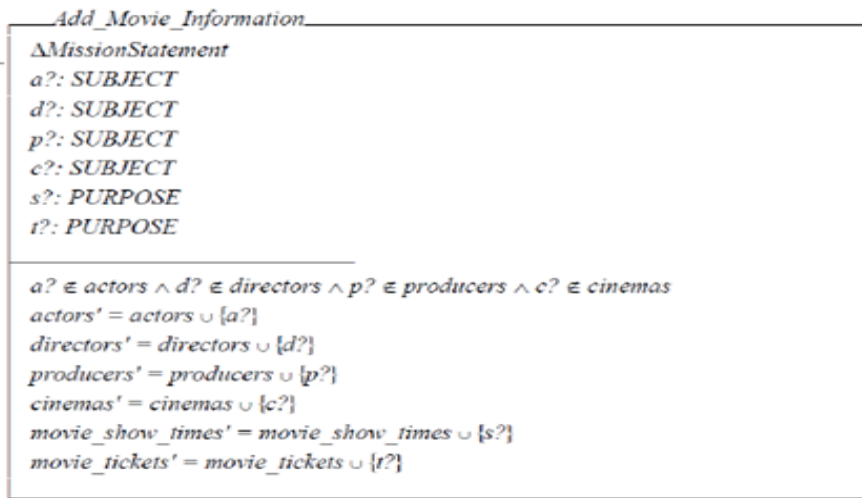 Add_Movie_Information
ΔMissionStatement
a?: SUBJECT
d?: SUBJECT
p?: SUBJECT
c?: SUBJECT
s?: PURPOSE
t?: PURPOSE
a? ∉ actors ∧ d? ∉ directors ∧ p? ∉ producers ∧ c? ∉ cinemas
actors' = actors ∪ {a?}
directors' = directors ∪ {d?}
producers' = producers ∪ {p?}
cinemas' = cinemas ∪ {c?}
movie_show_times' = movie_show_times ∪ {s?}
movie_tickets' = movie_tickets ∪ {t?}